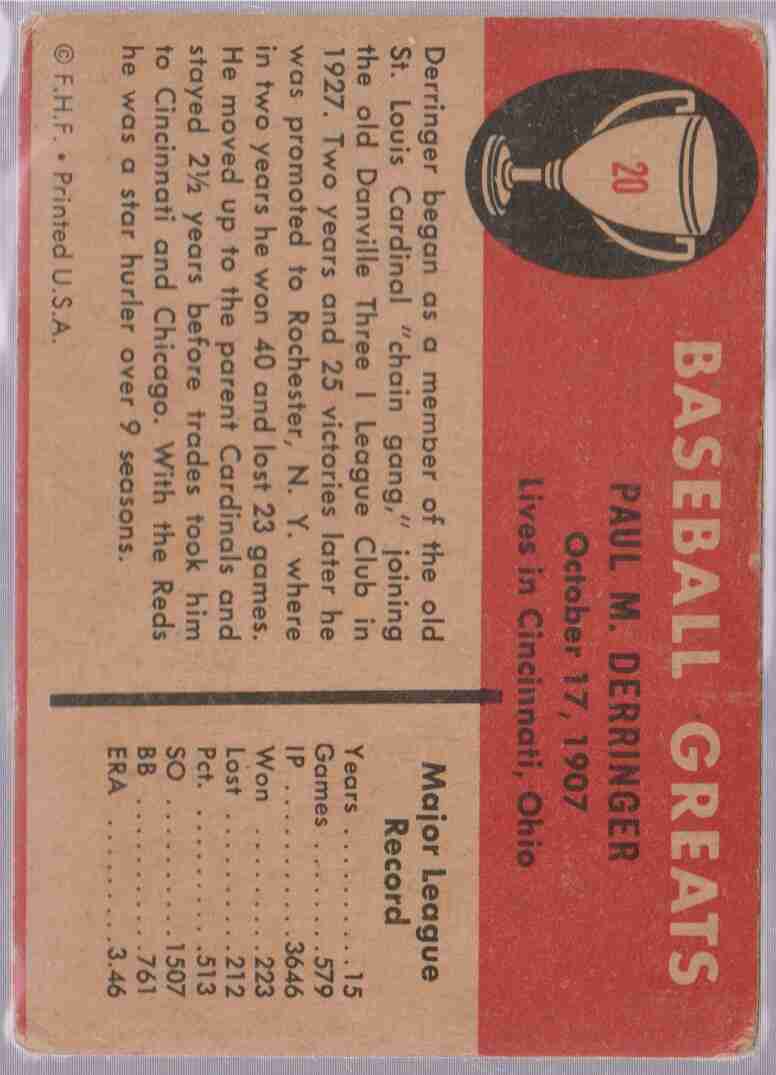 20
BASEBALL GREATS
PAUL M. DERRINGER
October 17, 1907
Lives in Cincinnati, Ohio
Derringer began as a member of the old
St. Louis Cardinal "chain gang," joining
the old Danville Three I League Club in
1927. Two years and 25 victories later he
was promoted to Rochester, N. Y. where
in two years he won 40 and lost 23 games.
He moved up to the parent Cardinals and
stayed 2½ years before trades took him
to Cincinnati and Chicago. With the Reds
he was a star hurler over 9 seasons.
© F.H.F. • Printed U.S.A.
Major League
Record
Years . . . . . . . . . 15
Games . . . . . . . 579
IP . . . . . . . . . . 3646
Won . . . . . . . . 223
Lost . . . . . . . . . 212
Pct. . . . . . . . . . .513
SO . . . . . . . . . 1507
BB . . . . . . . . . . 761
ERA . . . . . . . . 3.46